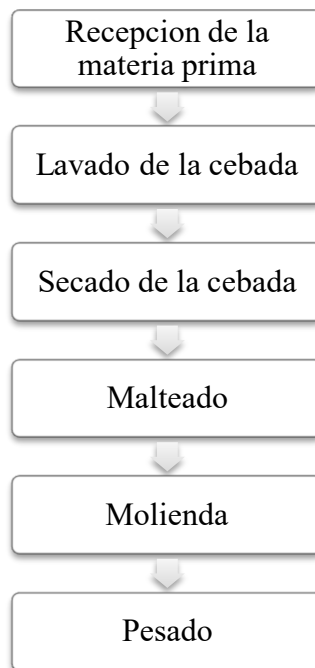 Recepcion de la
materia prima
Lavado de la cebada
Secado de la cebada
Malteado
Molienda
Pesado